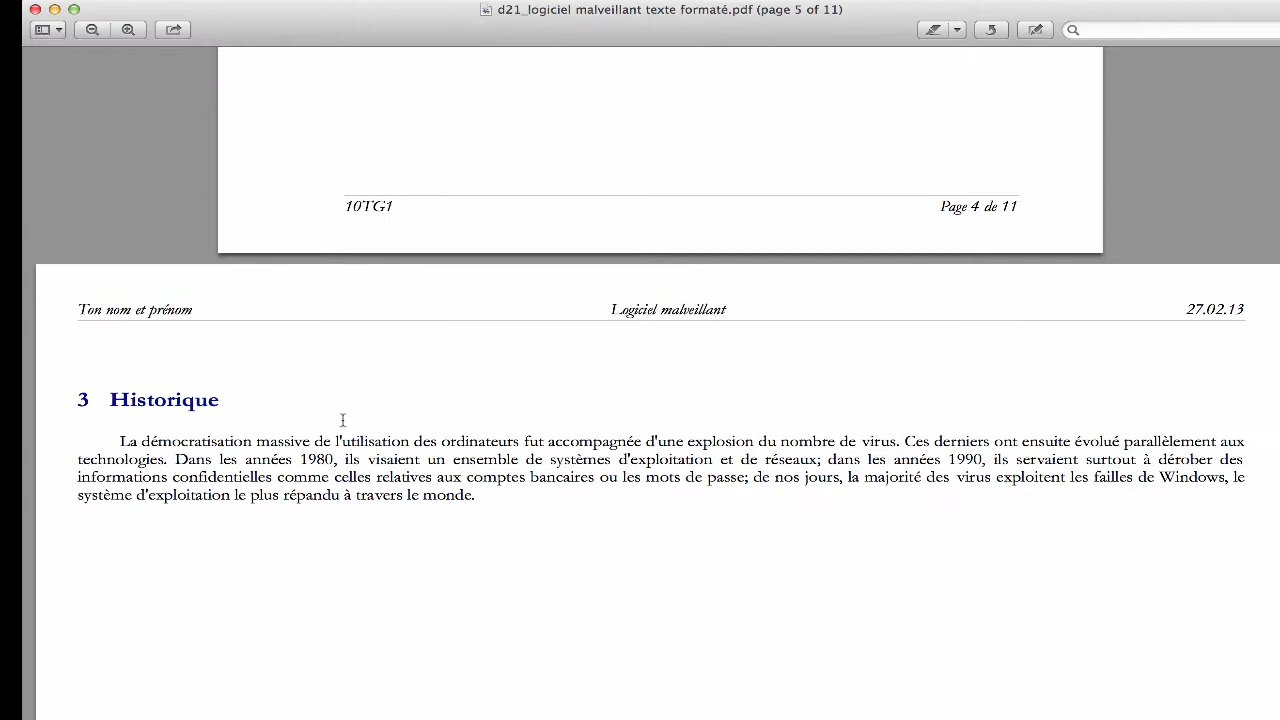 d21_logiciel malveillant texte formaté.pdf (page 5 of 11)
10TG1 Page 4 de 11
Ton nom et prénom Logiciel malveillant 27.02.13
3 Historique
La démocratisation massive de l'utilisation des ordinateurs fut accompagnée d'une explosion du nombre de virus. Ces derniers ont ensuite évolué parallèlement aux
technologies. Dans les années 1980, ils visaient un ensemble de systèmes d'exploitation et de réseaux; dans les années 1990, ils servaient surtout à dérober des
informations confidentielles comme celles relatives aux comptes bancaires ou les mots de passe; de nos jours, la majorité des virus exploitent les failles de Windows, le
système d'exploitation le plus répandu à travers le monde.